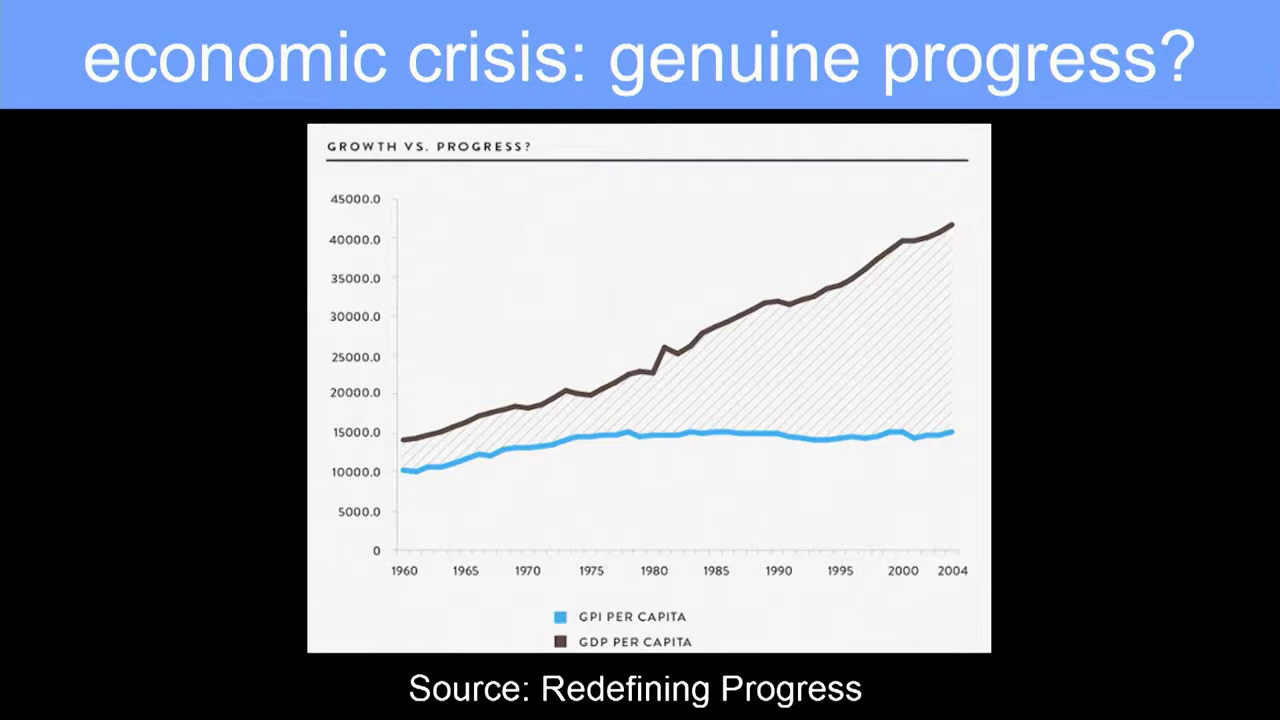 economic crisis: genuine progress?
GROWTH VS. PROGRESS?
45000.0
40000.0
35000.0
30000.0
25000.0
20000.0
15000.0
10000.0
5000.0
0
1960 1965 1970 1975 1980 1985 1990 1995 2000 2004
GPI PER CAPITA
GDP PER CAPITA
Source: Redefining Progress